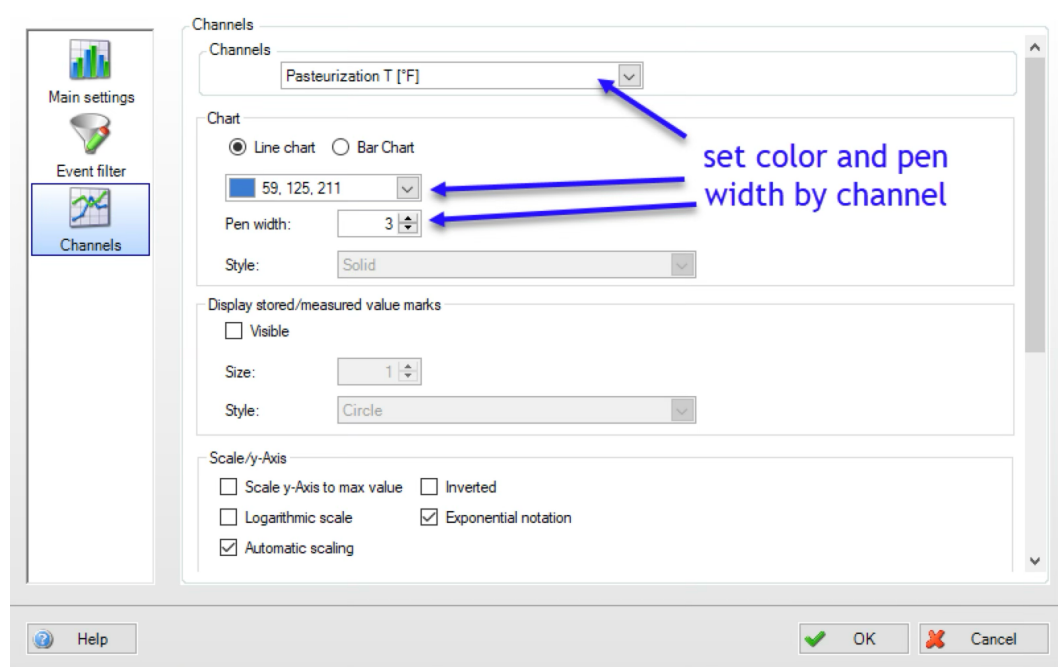 Channels
Channels
Pasteurization T [°F]
Main settings
Chart
Line chart Bar Chart
Event filter
59, 125, 211
set color and pen
width by channel
Pen width: 3
Channels
Style: Solid
Display stored/measured value marks
Visible
Size: 1
Style: Circle
Scale/y-Axis
Scale y-Axis to max value Inverted
Logarithmic scale Exponential notation
Automatic scaling
Help OK Cancel